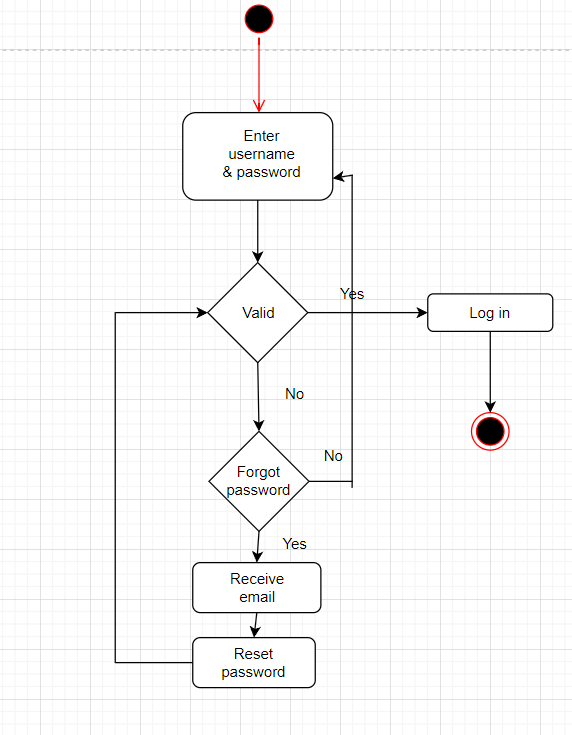 Enter
username
& password
Yes
Valid
Log in
No
No
Forgot
password
Yes
Receive
email
Reset
password